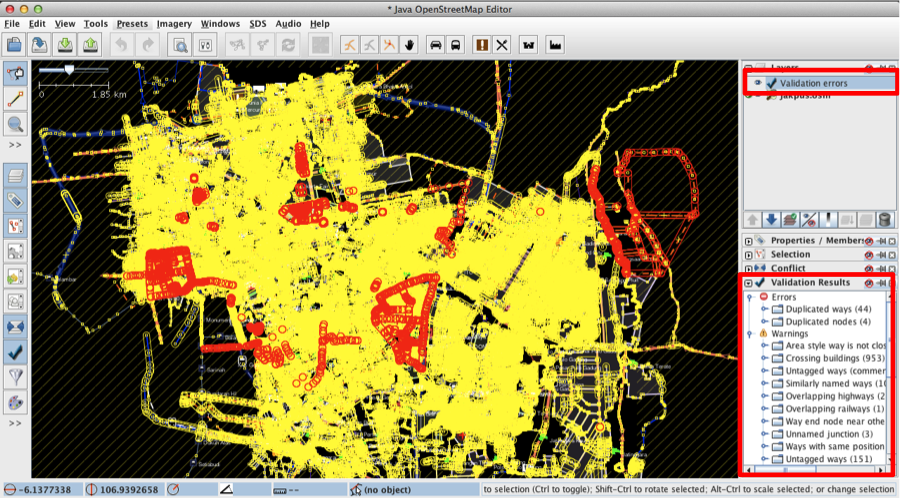 * Java OpenStreetMap Editor
File Edit View Tools Presets Imagery Windows SDS Audio Help
0 1.85 km
>>
>>
Layers
Validation errors
jakpus.osm
Properties / Members
Selection
Conflict
Validation Results
Errors
Duplicated ways (44)
Duplicated nodes (4)
Warnings
Area style way is not clos
Crossing buildings (953)
Untagged ways (commer
Similarly named ways (1
Overlapping highways (2
Overlapping railways (1)
Way end node near othe
Unnamed junction (3)
Ways with same position
Untagged ways (151)
-6.1377338 106.9392658 -- (no object) to selection (Ctrl to toggle); Shift-Ctrl to rotate selected; Alt-Ctrl to scale selected; or change selection